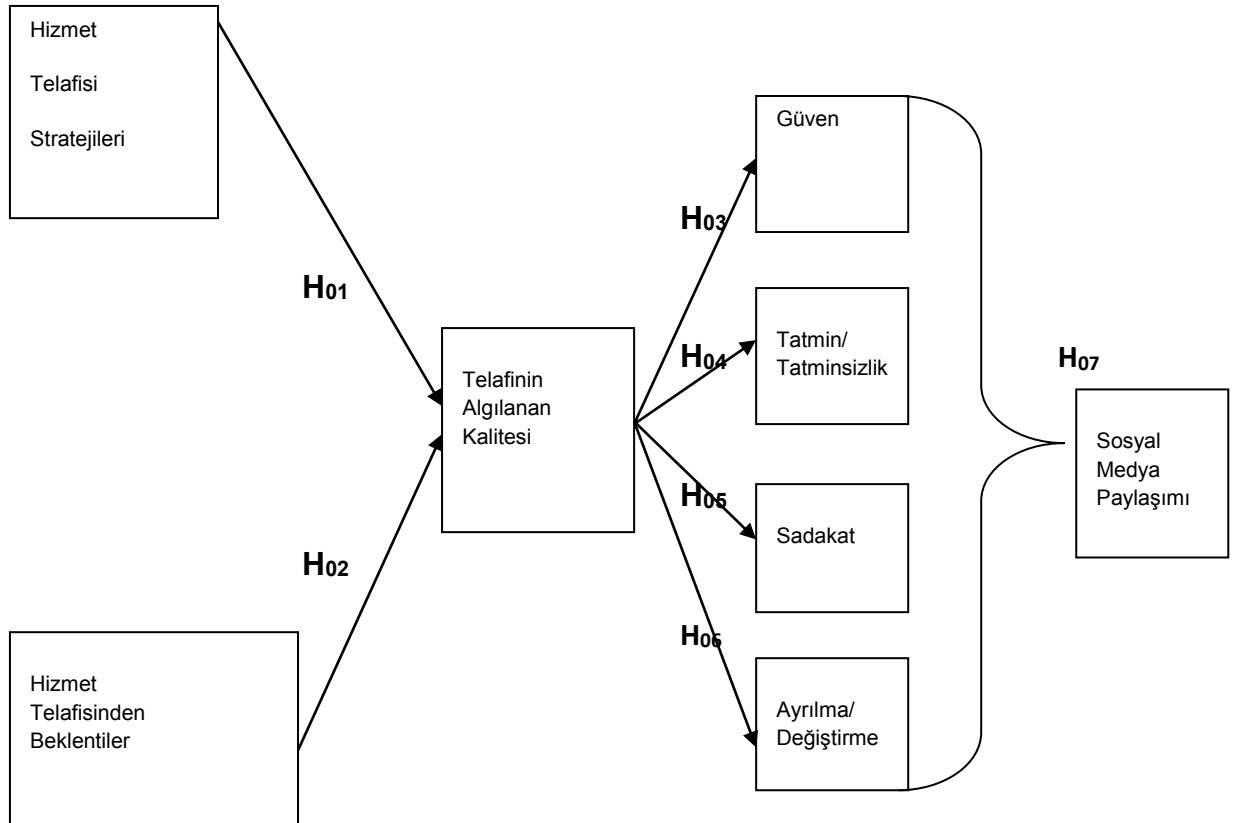 Hizmet
Telafisi
Stratejileri
H01
H02
Hizmet
Telafisinden
Beklentiler
Telafinin
Algılanan
Kalitesi
H03
H04
H05
H06
Güven
Tatmin/
Tatminsizlik
Sadakat
Ayrılma/
Değiştirme
H07
Sosyal
Medya
Paylaşımı